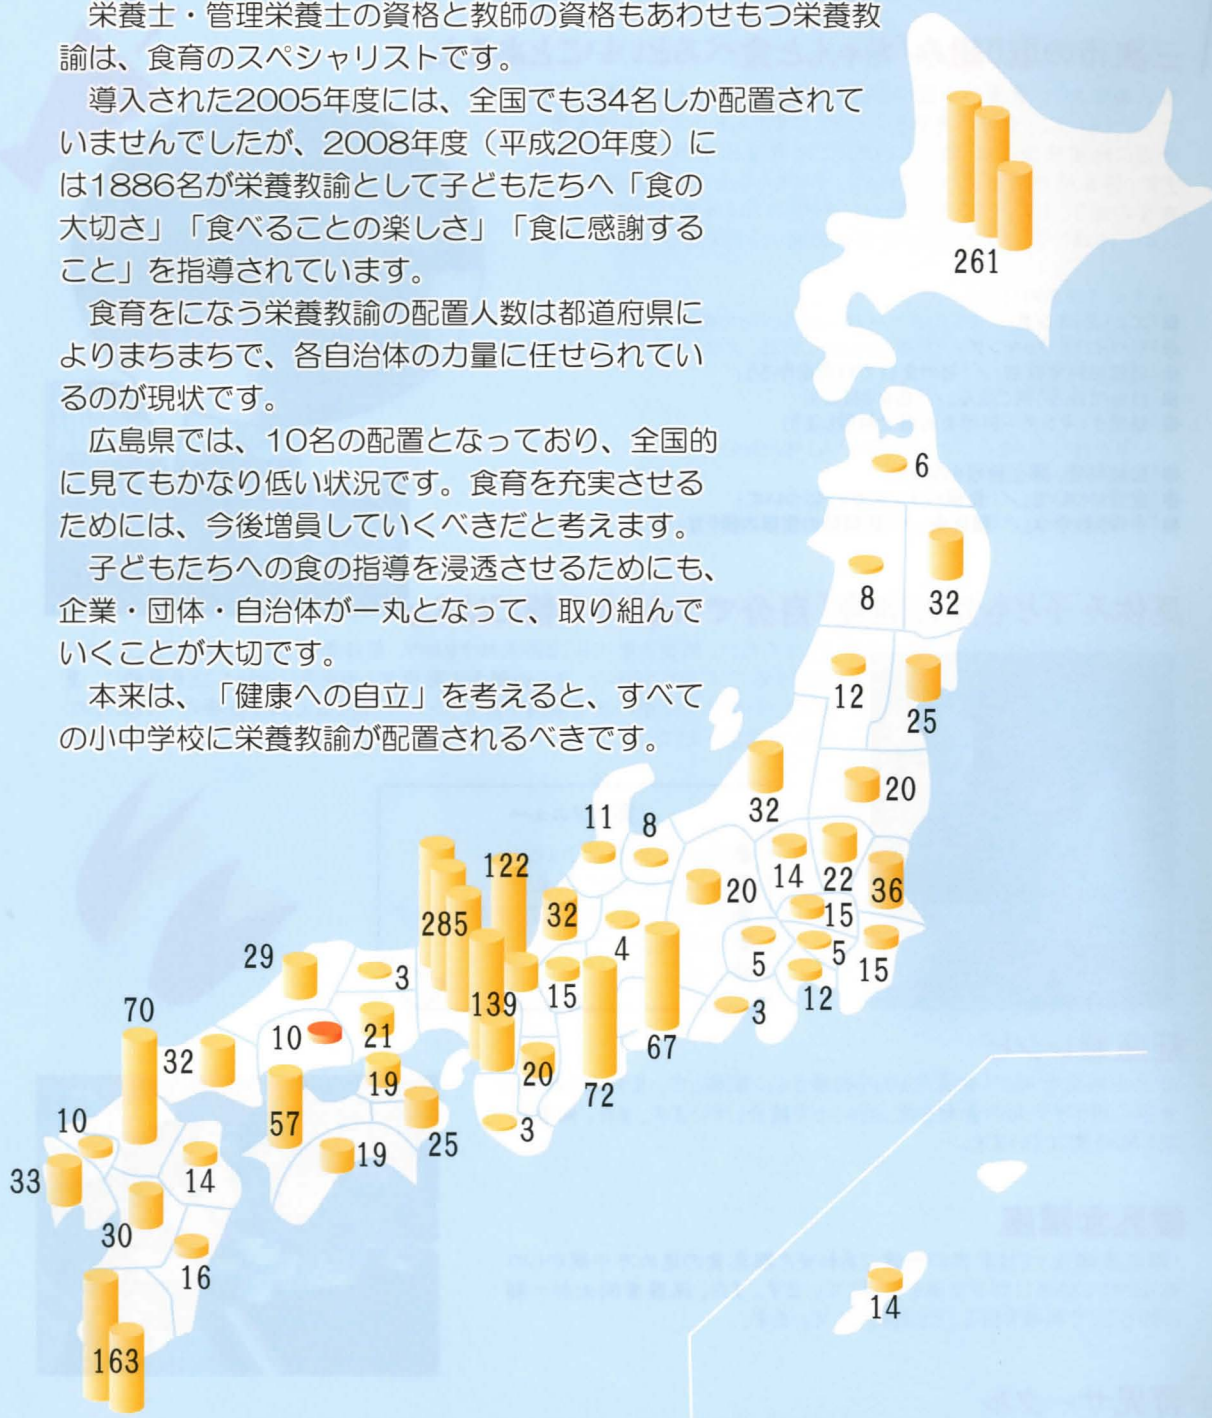 栄養士・管理栄養士の資格と教師の資格もあわせもつ栄養教
諭は、食育のスペシャリストです。
導入された2005年度には、全国でも34名しか配置されて
いませんでしたが、2008年度（平成20年度）に
は1886名が栄養教諭として子どもたちへ「食の
大切さ」「食べることの楽しさ」「食に感謝する
こと」を指導されています。
食育をになう栄養教諭の配置人数は都道府県に
よりまちまちで、各自治体の力量に任せられてい
るのが現状です。
広島県では、10名の配置となっており、全国的
に見てもかなり低い状況です。食育を充実させる
ためには、今後増員していくべきだと考えます。
子どもたちへの食の指導を浸透させるためにも、
企業・団体・自治体が一丸となって、取り組んで
いくことが大切です。
本来は、「健康への自立」を考えると、すべて
の小中学校に栄養教諭が配置されるべきです。
261
6
8
32
12
25
32
20
11
8
14
22
36
20
15
122
32
285
4
5
5
15
29
3
139
15
12
3
70
10
21
67
32
19
20
72
10
57
3
25
19
33
14
30
16
14
163